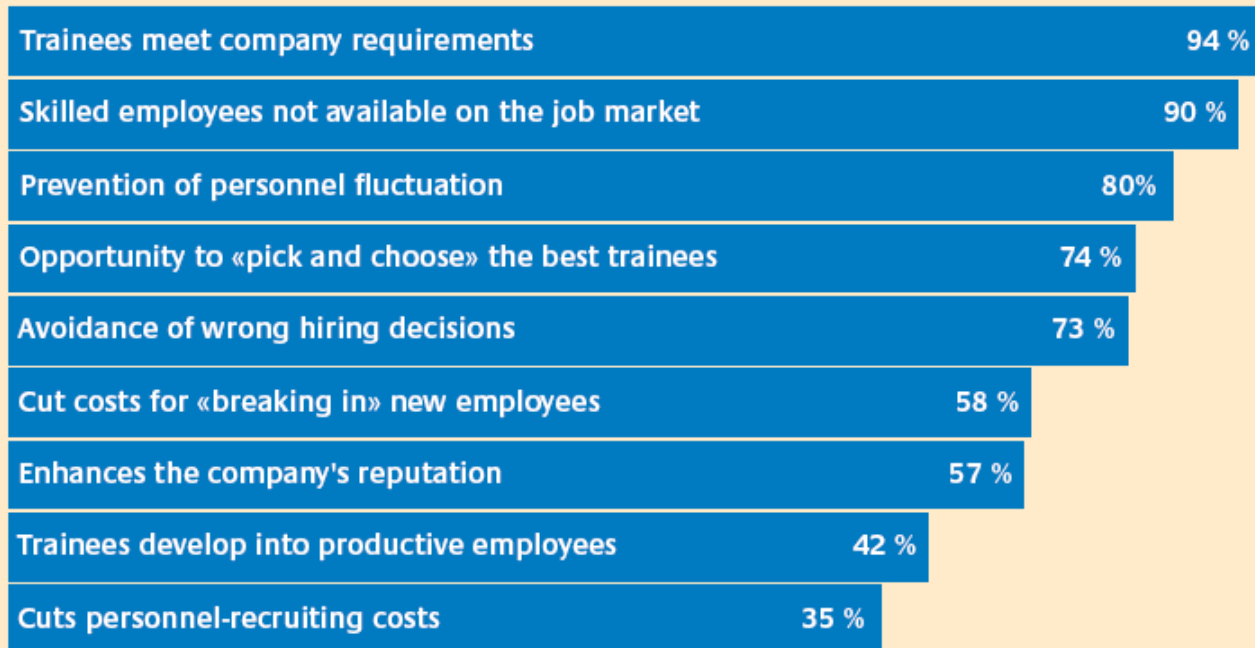 Trainees meet company requirements 94 %
Skilled employees not available on the job market 90 %
Prevention of personnel fluctuation 80%
Opportunity to «pick and choose» the best trainees 74 %
Avoidance of wrong hiring decisions 73 %
Cut costs for «breaking in» new employees 58 %
Enhances the company's reputation 57 %
Trainees develop into productive employees 42 %
Cuts personnel-recruiting costs 35 %